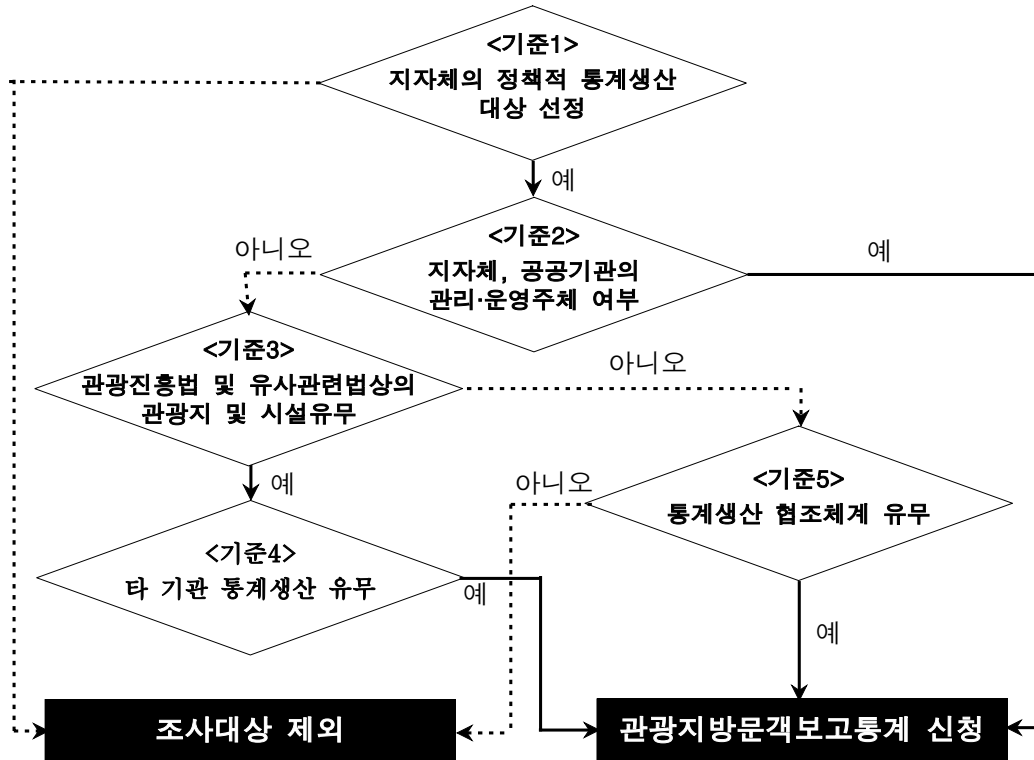 <기준1>
지자체의 정책적 통계생산
대상 선정
예
<기준2>
지자체, 공공기관의
관리·운영주체 여부
아니오
예
<기준3>
관광진흥법 및 유사관련법상의
관광지 및 시설유무
아니오
예
<기준5>
통계생산 협조체계 유무
아니오
<기준4>
타 기관 통계생산 유무
예
예
조사대상 제외
관광지방문객보고통계 신청